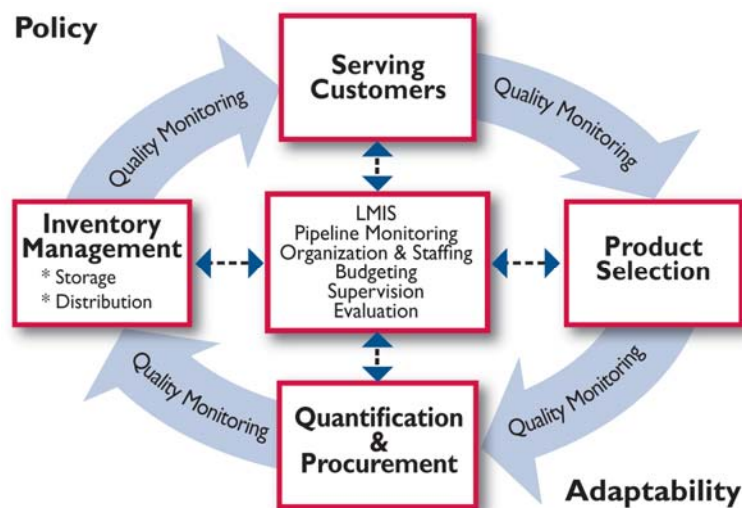 Policy
Serving
Customers
Quality Monitoring
Quality Monitoring
Inventory
Management
* Storage
* Distribution
LMIS
Pipeline Monitoring
Organization & Staffing
Budgeting
Supervision
Evaluation
Product
Selection
Quality Monitoring
Quality Monitoring
Quantification
&
Procurement
Adaptability